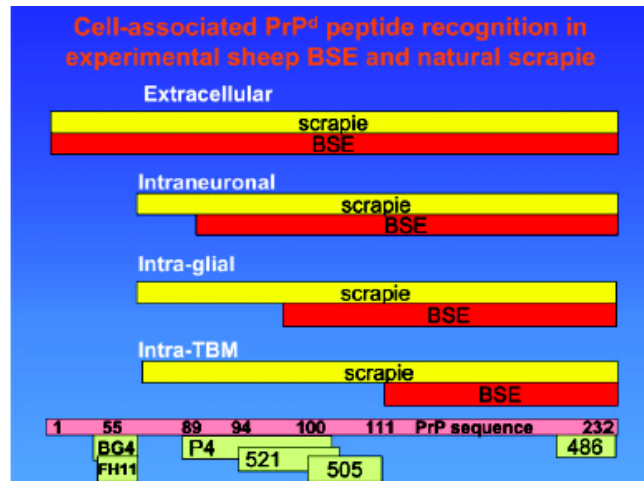 Cell-associated PrPᵈ peptide recognition in
experimental sheep BSE and natural scrapie
Extracellular
scrapie
BSE
Intraneuronal
scrapie
BSE
Intra-glial
scrapie
BSE
Intra-TBM
scrapie
BSE
1 55 89 94 100 111 PrP sequence 232
BG4 P4 486
FH11 521
505